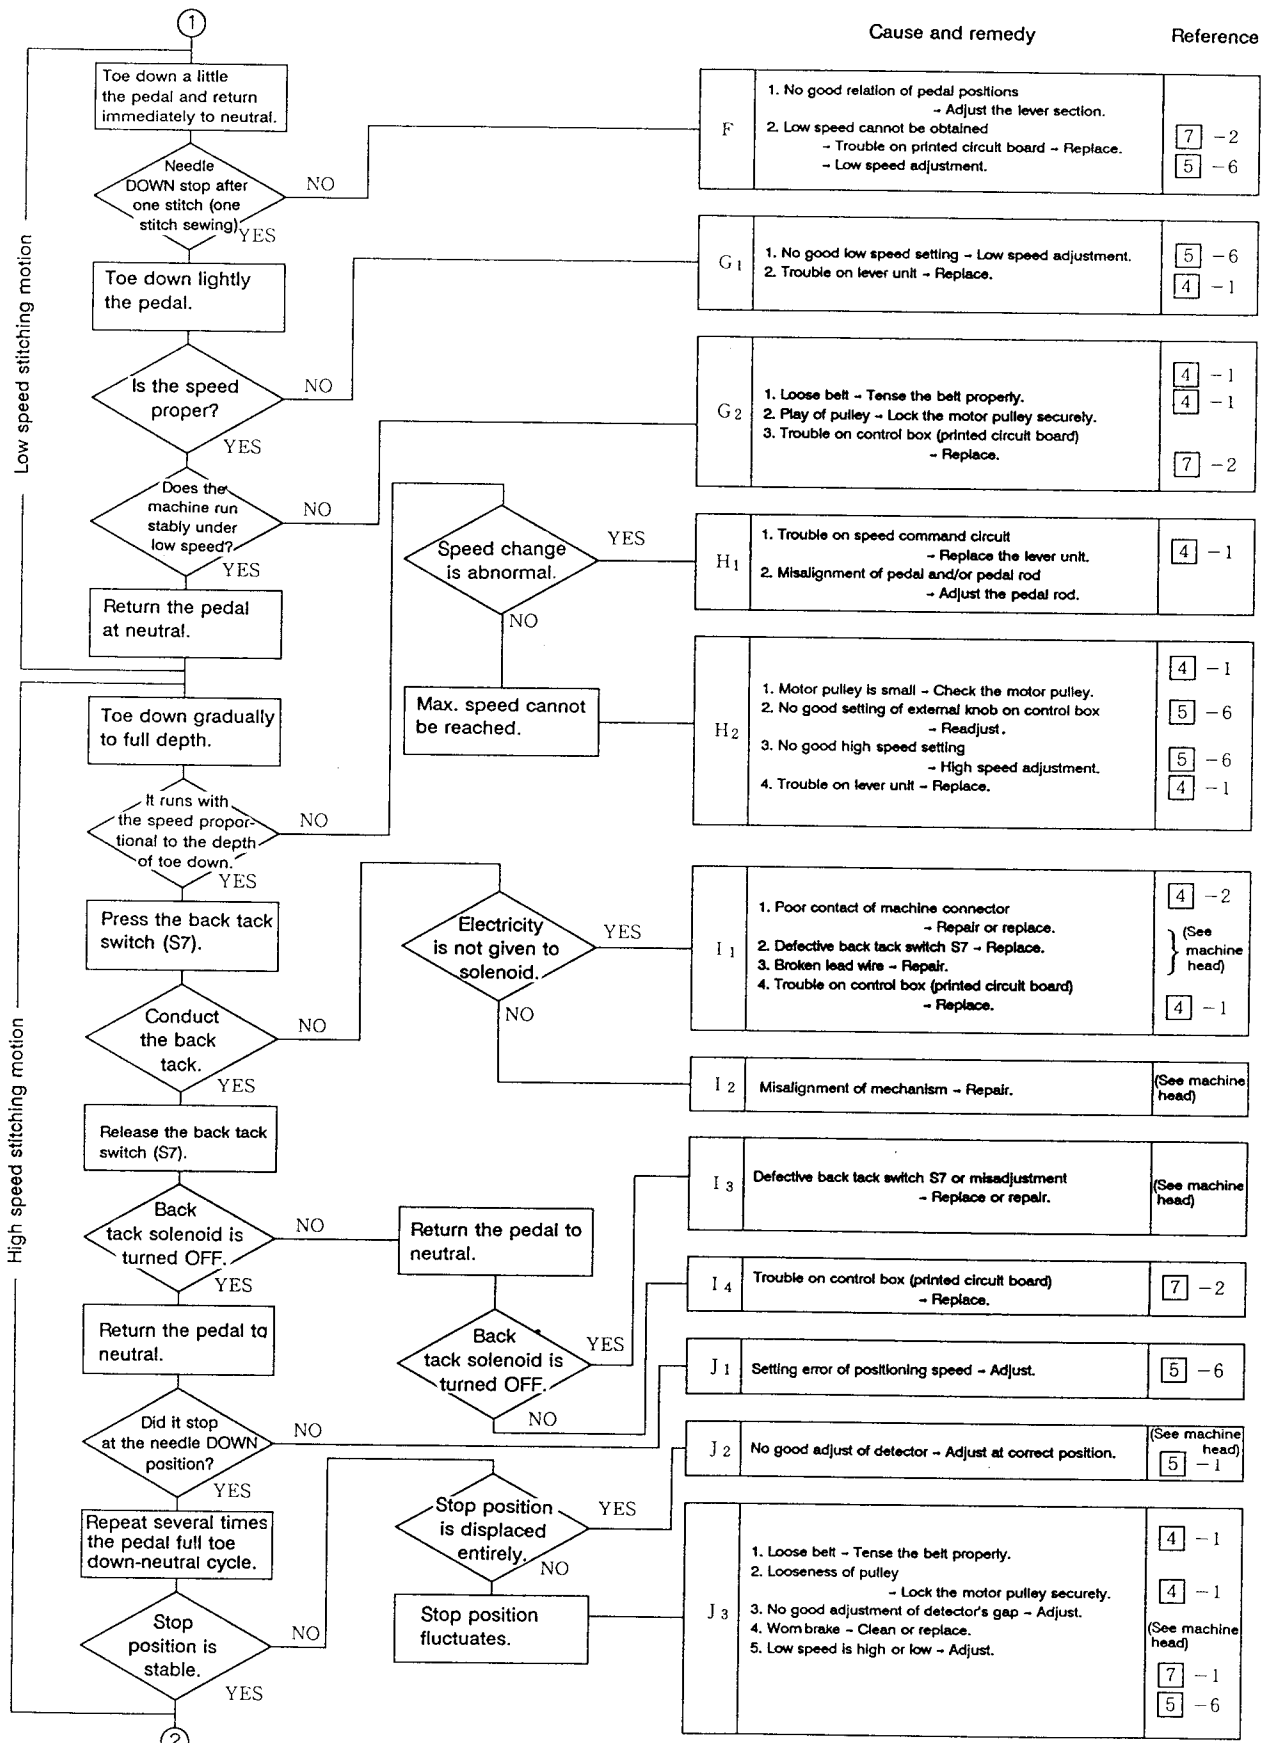 1
Cause and remedy
Reference
Low speed stitching motion
Toe down a little
the pedal and return
immediately to neutral.
Needle
DOWN stop after
one stitch (one
stitch sewing)
NO
YES
F
1. No good relation of pedal positions
→ Adjust the lever section.
2. Low speed cannot be obtained
→ Trouble on printed circuit board → Replace.
→ Low speed adjustment.
7 -2
5 -6
Toe down lightly
the pedal.
Is the speed
proper?
NO
YES
G1
1. No good low speed setting → Low speed adjustment.
2. Trouble on lever unit → Replace.
5 -6
4 -1
Does the
machine run
stably under
low speed?
NO
YES
G2
1. Loose belt → Tense the belt properly.
2. Play of pulley → Lock the motor pulley securely.
3. Trouble on control box (printed circuit board)
→ Replace.
4 -1
4 -1
7 -2
Return the pedal
at neutral.
High speed stitching motion
Toe down gradually
to full depth.
It runs with
the speed propor-
tional to the depth
of toe down.
NO
YES
Speed change
is abnormal.
YES
NO
H1
1. Trouble on speed command circuit
→ Replace the lever unit.
2. Misalignment of pedal and/or pedal rod
→ Adjust the pedal rod.
4 -1
Max. speed cannot
be reached.
H2
1. Motor pulley is small → Check the motor pulley.
2. No good setting of external knob on control box
→ Readjust.
3. No good high speed setting
→ High speed adjustment.
4. Trouble on lever unit → Replace.
4 -1
5 -6
5 -6
4 -1
Press the back tack
switch (S7).
Conduct
the back
tack.
NO
YES
Electricity
is not given to
solenoid.
YES
NO
I1
1. Poor contact of machine connector
→ Repair or replace.
2. Defective back tack switch S7 → Replace.
3. Broken lead wire → Repair.
4. Trouble on control box (printed circuit board)
→ Replace.
4 -2
(See
machine
head)
4 -1
I2
Misalignment of mechanism → Repair.
(See machine
head)
Release the back tack
switch (S7).
Back
tack solenoid is
turned OFF.
NO
YES
Return the pedal to
neutral.
Back
tack solenoid is
turned OFF.
YES
NO
I3
Defective back tack switch S7 or misadjustment
→ Replace or repair.
(See machine
head)
I4
Trouble on control box (printed circuit board)
→ Replace.
7 -2
Return the pedal to
neutral.
Did it stop
at the needle DOWN
position?
NO
YES
J1
Setting error of positioning speed → Adjust.
5 -6
Repeat several times
the pedal full toe
down-neutral cycle.
Stop
position is
stable.
NO
YES
Stop position
is displaced
entirely.
YES
NO
J2
No good adjust of detector → Adjust at correct position.
(See machine
head)
5 -1
Stop position
fluctuates.
J3
1. Loose belt → Tense the belt properly.
2. Looseness of pulley
→ Lock the motor pulley securely.
3. No good adjustment of detector's gap → Adjust.
4. Worn brake → Clean or replace.
5. Low speed is high or low → Adjust.
4 -1
4 -1
(See machine
head)
7 -1
5 -6
2